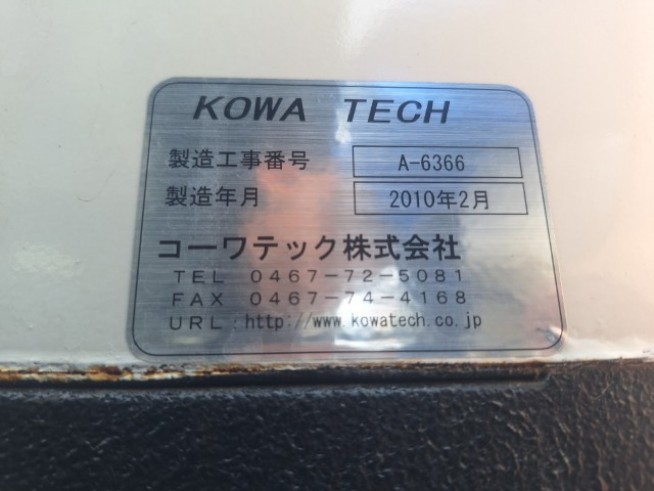 KOWA TECH
製造工事番号 A-6366
製造年月 2010年2月
コーワテック株式会社
TEL 0467-72-5081
FAX 0467-74-4168
URL:http://www.kowatech.co.jp